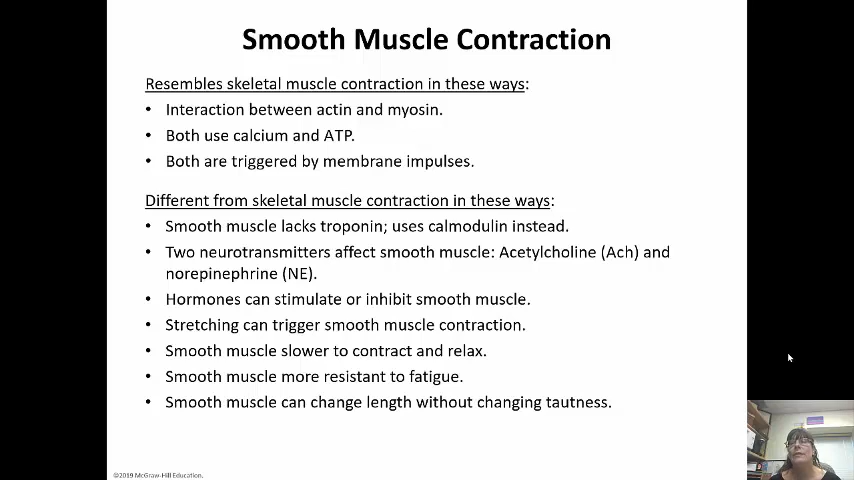 Smooth Muscle Contraction
Resembles skeletal muscle contraction in these ways:
• Interaction between actin and myosin.
• Both use calcium and ATP.
• Both are triggered by membrane impulses.
Different from skeletal muscle contraction in these ways:
• Smooth muscle lacks troponin; uses calmodulin instead.
• Two neurotransmitters affect smooth muscle: Acetylcholine (Ach) and
norepinephrine (NE).
• Hormones can stimulate or inhibit smooth muscle.
• Stretching can trigger smooth muscle contraction.
• Smooth muscle slower to contract and relax.
• Smooth muscle more resistant to fatigue.
• Smooth muscle can change length without changing tautness.
©2019 McGraw-Hill Education.